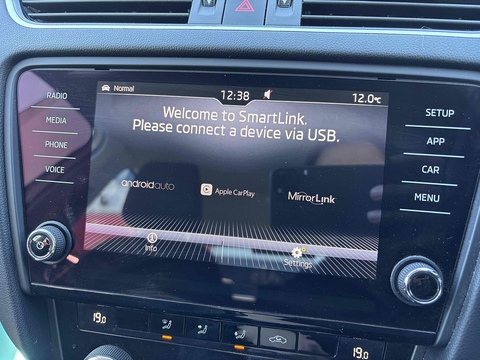 RADIO
MEDIA
PHONE
VOICE
Normal
12:38
12.0°C
Welcome to SmartLink.
Please connect a device via USB.
androidauto
Apple CarPlay
MirrorLink
Info
Settings
SETUP
APP
CAR
MENU
19.0
19.0